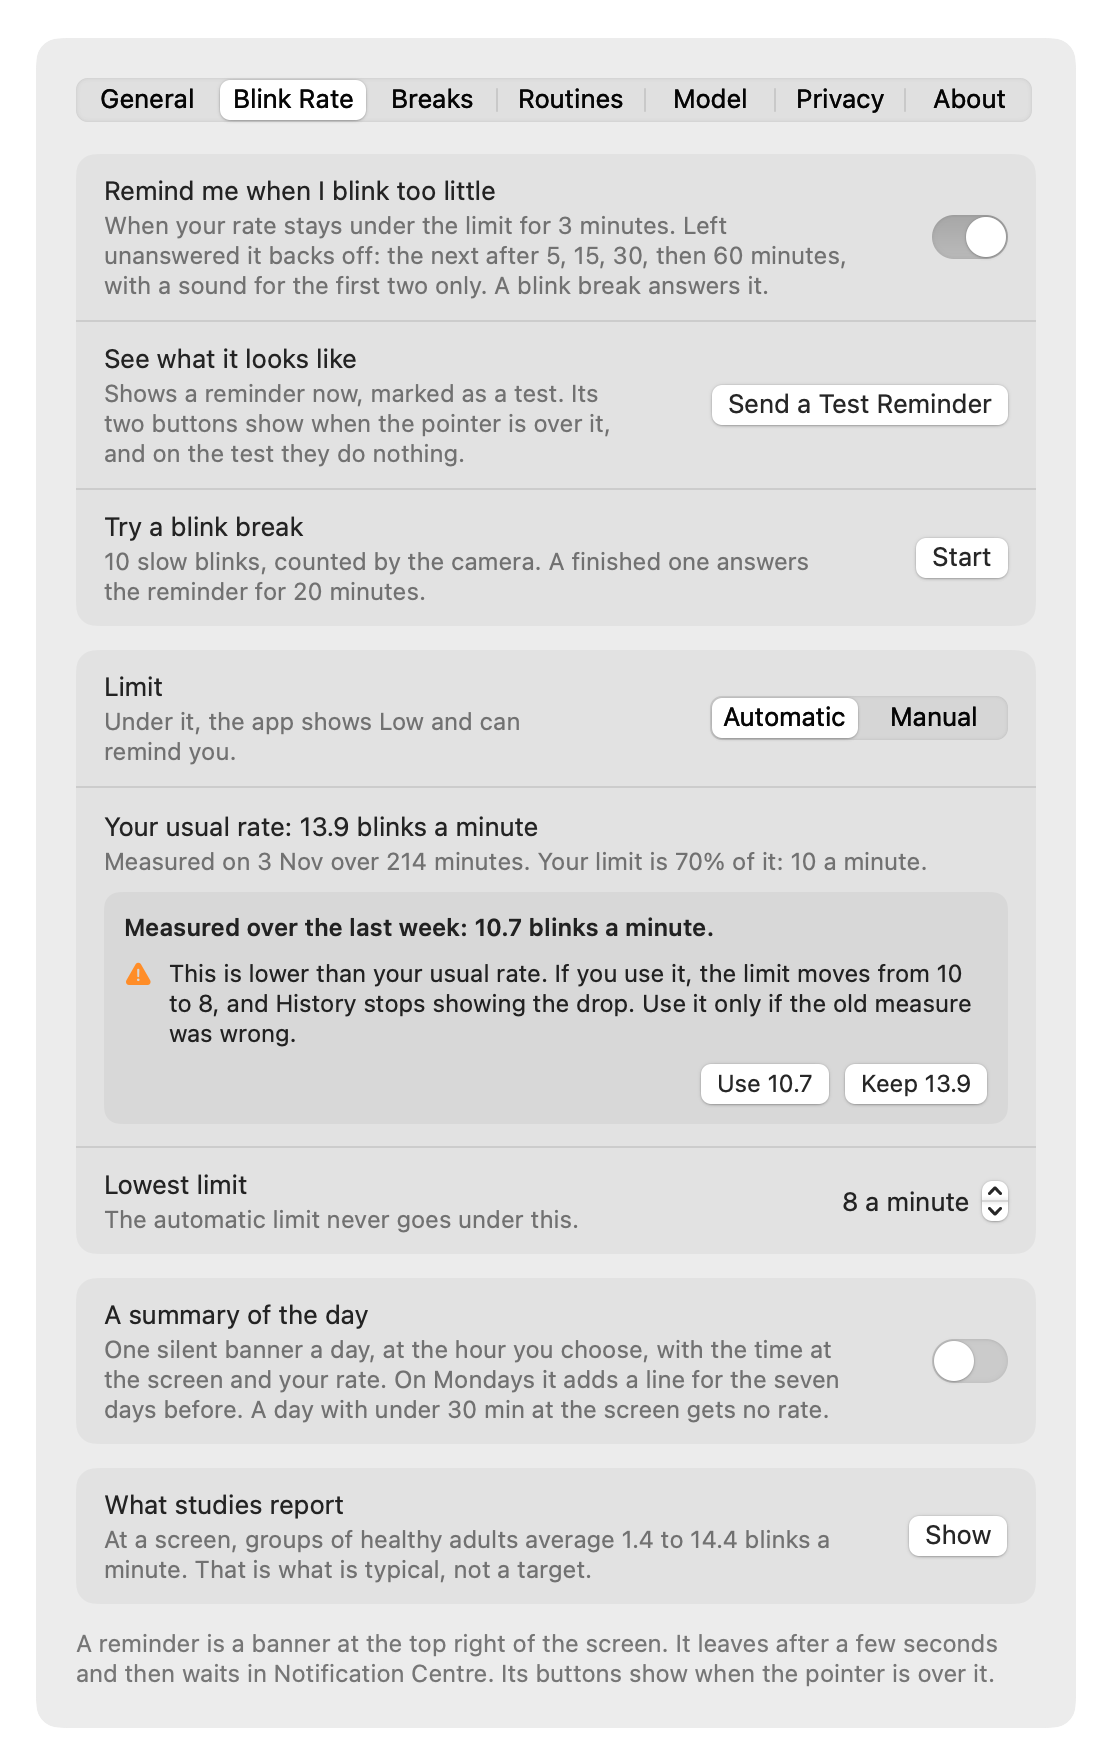 General Blink Rate Breaks Routines Model Privacy About
Remind me when I blink too little
When your rate stays under the limit for 3 minutes. Left
unanswered it backs off: the next after 5, 15, 30, then 60 minutes,
with a sound for the first two only. A blink break answers it.
See what it looks like
Shows a reminder now, marked as a test. Its
two buttons show when the pointer is over it,
and on the test they do nothing.
Send a Test Reminder
Try a blink break
10 slow blinks, counted by the camera. A finished one answers
the reminder for 20 minutes.
Start
Limit
Under it, the app shows Low and can
remind you.
Automatic Manual
Your usual rate: 13.9 blinks a minute
Measured on 3 Nov over 214 minutes. Your limit is 70% of it: 10 a minute.
Measured over the last week: 10.7 blinks a minute.
This is lower than your usual rate. If you use it, the limit moves from 10
to 8, and History stops showing the drop. Use it only if the old measure
was wrong.
Use 10.7 Keep 13.9
Lowest limit
The automatic limit never goes under this.
8 a minute
A summary of the day
One silent banner a day, at the hour you choose, with the time at
the screen and your rate. On Mondays it adds a line for the seven
days before. A day with under 30 min at the screen gets no rate.
What studies report
At a screen, groups of healthy adults average 1.4 to 14.4 blinks a
minute. That is what is typical, not a target.
Show
A reminder is a banner at the top right of the screen. It leaves after a few seconds
and then waits in Notification Centre. Its buttons show when the pointer is over it.